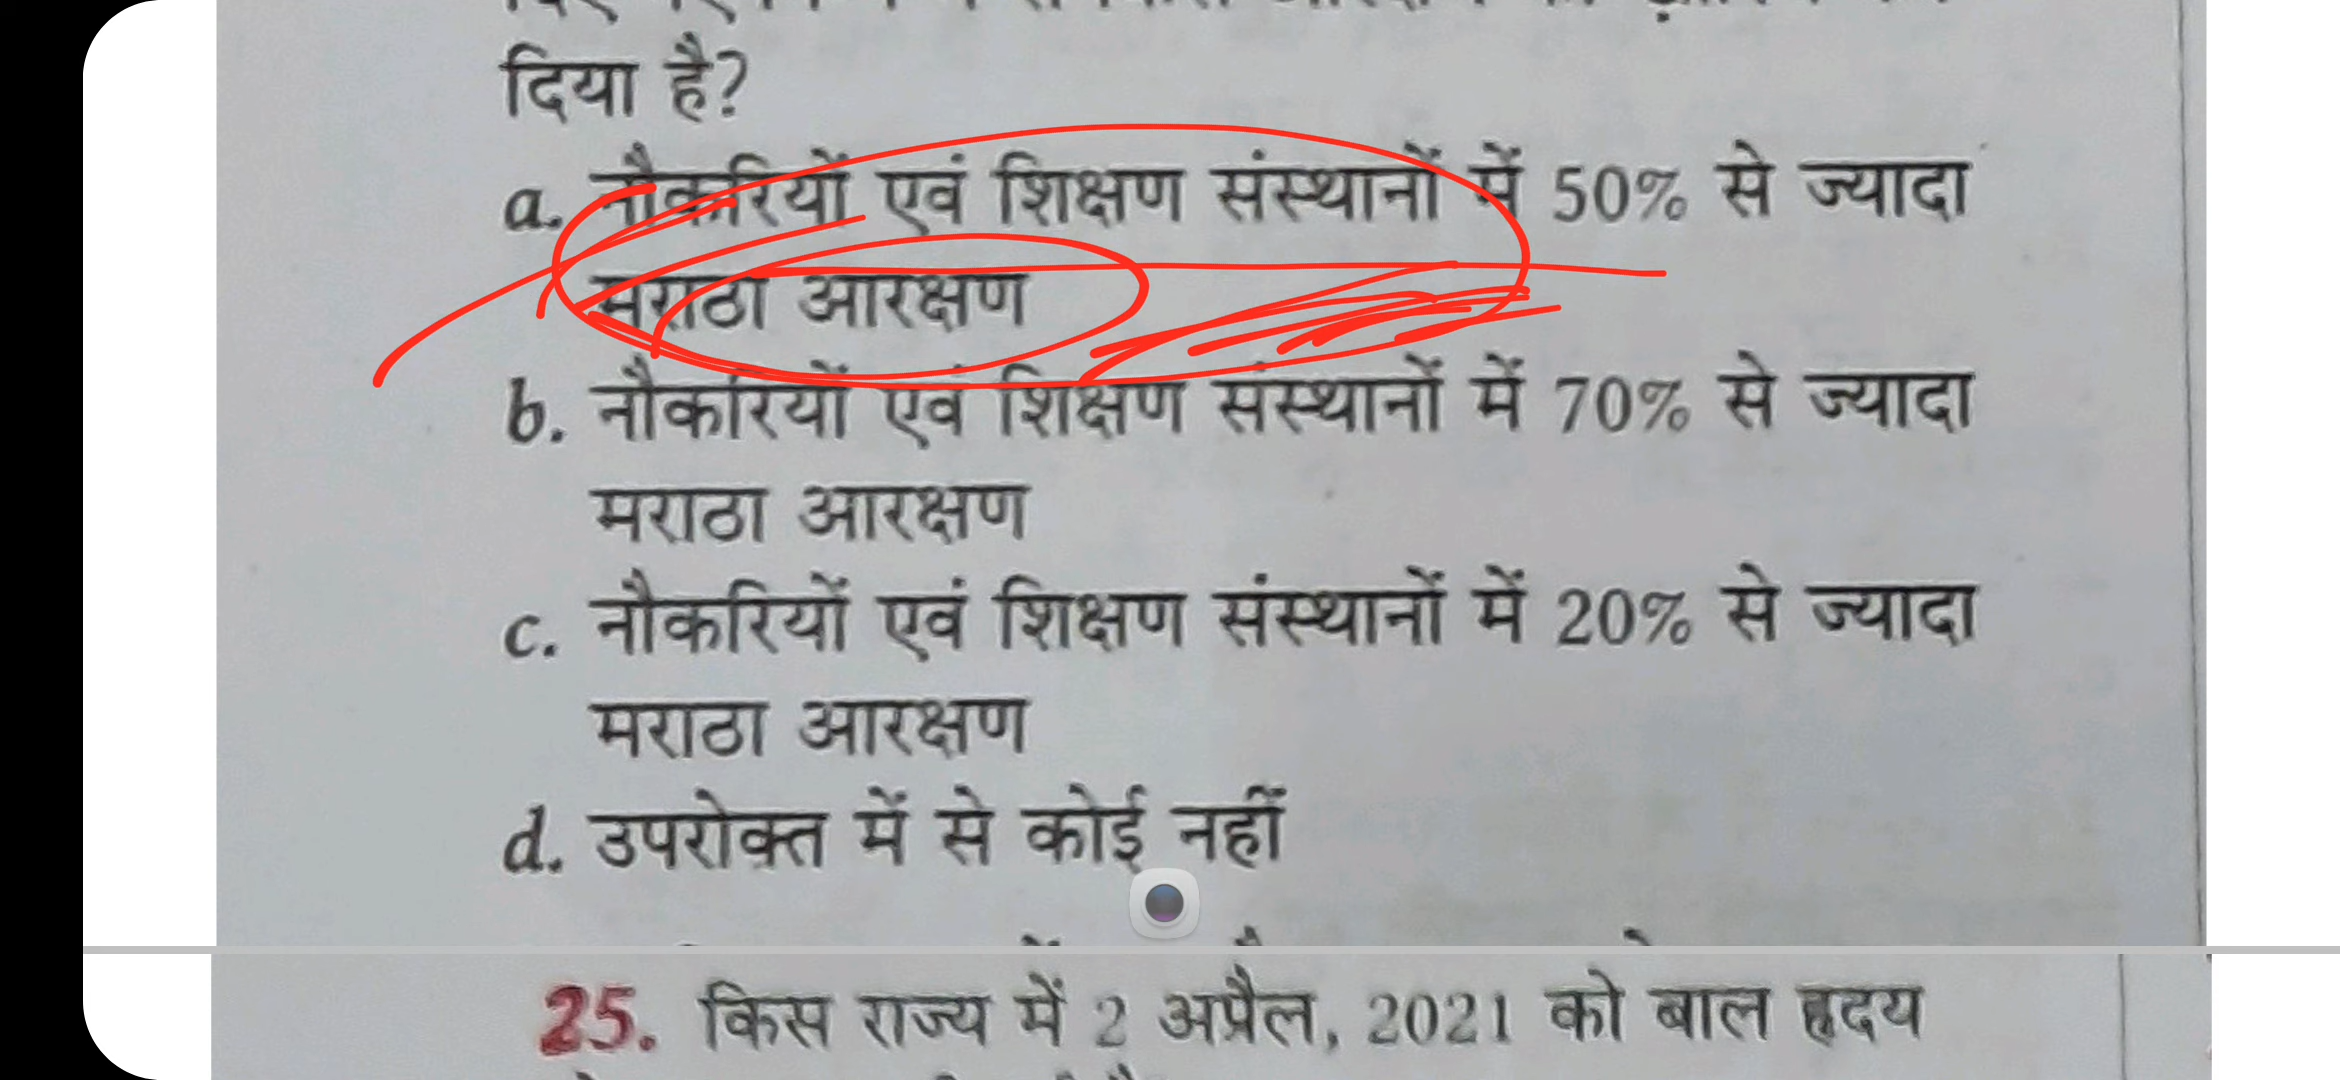 दिया है?
a. नौकरियों एवं शिक्षण संस्थानों में 50% से ज्यादा
मराठा आरक्षण
b. नौकरियों एवं शिक्षण संस्थानों में 70% से ज्यादा
मराठा आरक्षण
c. नौकरियों एवं शिक्षण संस्थानों में 20% से ज्यादा
मराठा आरक्षण
d. उपरोक्त में से कोई नहीं
25. किस राज्य में 2 अप्रैल, 2021 को बाल हृदय